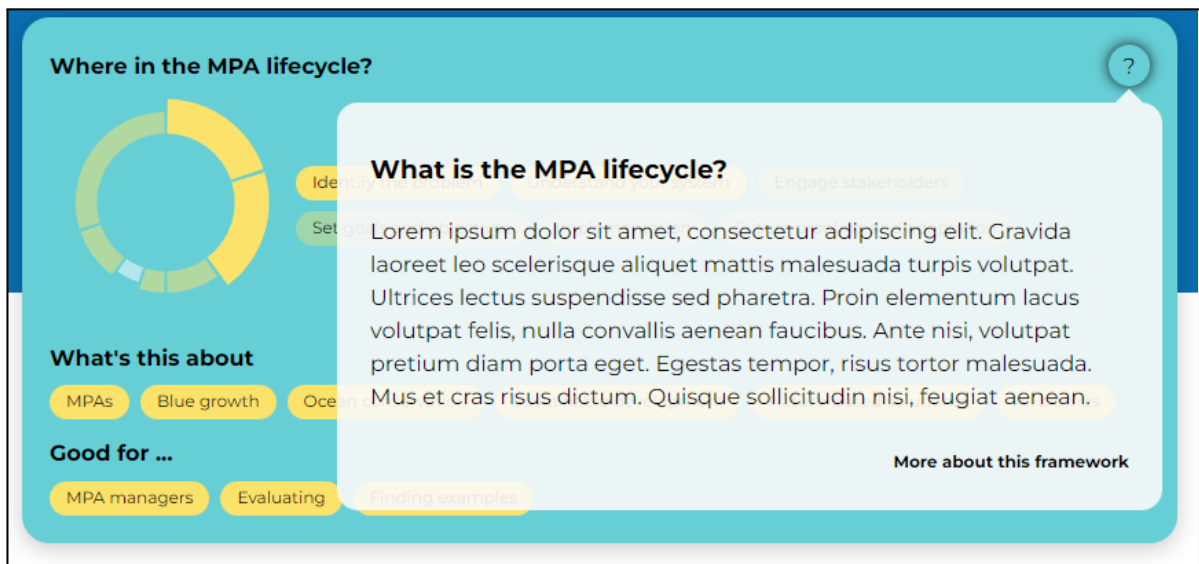 Where in the MPA lifecycle?
?
What is the MPA lifecycle?
Identify the problem Understand your system Engage stakeholders
Set
Lorem ipsum dolor sit amet, consectetur adipiscing elit. Gravida
laoreet leo scelerisque aliquet mattis malesuada turpis volutpat.
Ultrices lectus suspendisse sed pharetra. Proin elementum lacus
volutpat felis, nulla convallis aenean faucibus. Ante nisi, volutpat
pretium diam porta eget. Egestas tempor, risus tortor malesuada.
Mus et cras risus dictum. Quisque sollicitudin nisi, feugiat aenean.
More about this framework
What's this about
MPAs Blue growth
Good for ...
MPA managers Evaluating Finding examples